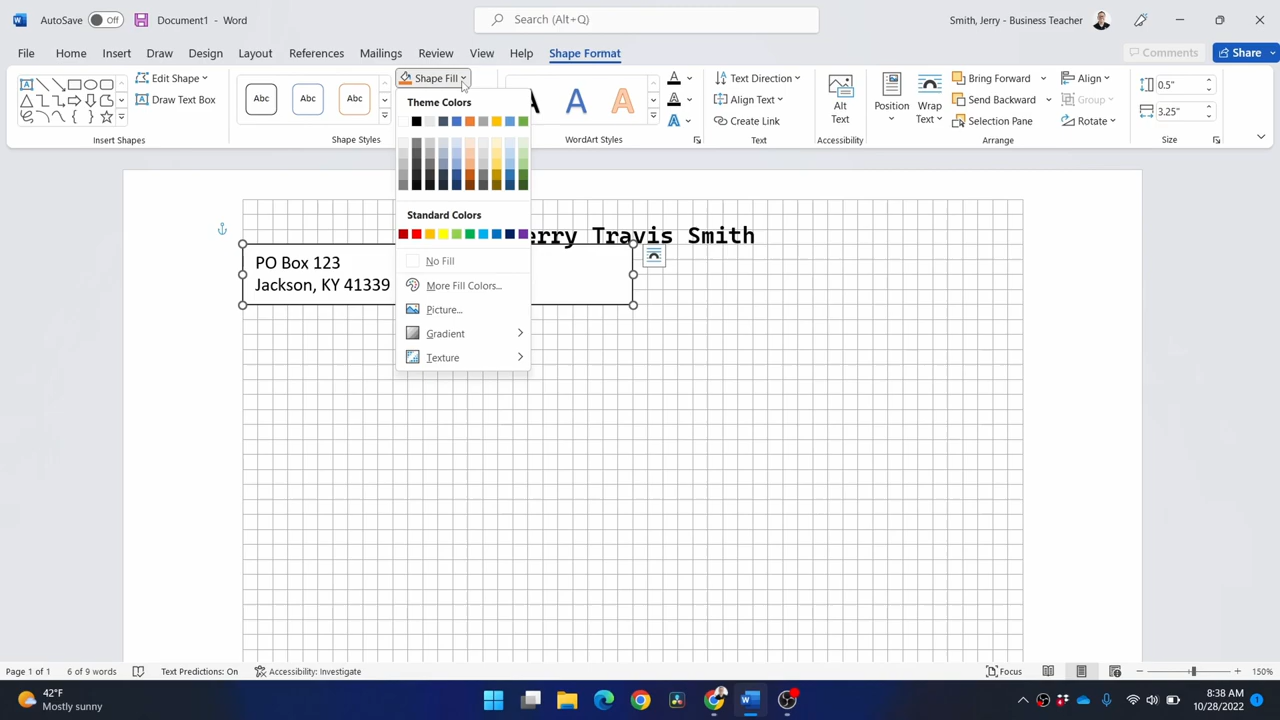 AutoSave Off Document1 - Word Search (Alt+Q) Smith, Jerry - Business Teacher
File Home Insert Draw Design Layout References Mailings Review View Help Shape Format Comments Share
Edit Shape
Draw Text Box
Insert Shapes
Abc Abc Abc
Shape Styles
Shape Fill
Theme Colors
Standard Colors
No Fill
More Fill Colors...
Picture...
Gradient
Texture
A A
WordArt Styles
Text Direction
Align Text
Create Link
Text
Alt Text
Accessibility
Position
Wrap Text
Bring Forward
Send Backward
Selection Pane
Align
Group
Rotate
Arrange
0.5"
3.25"
Size
erry Travis Smith
PO Box 123
Jackson, KY 41339
Page 1 of 1 6 of 9 words Text Predictions: On Accessibility: Investigate Focus 150%
42°F
Mostly sunny
8:38 AM
10/28/2022
1